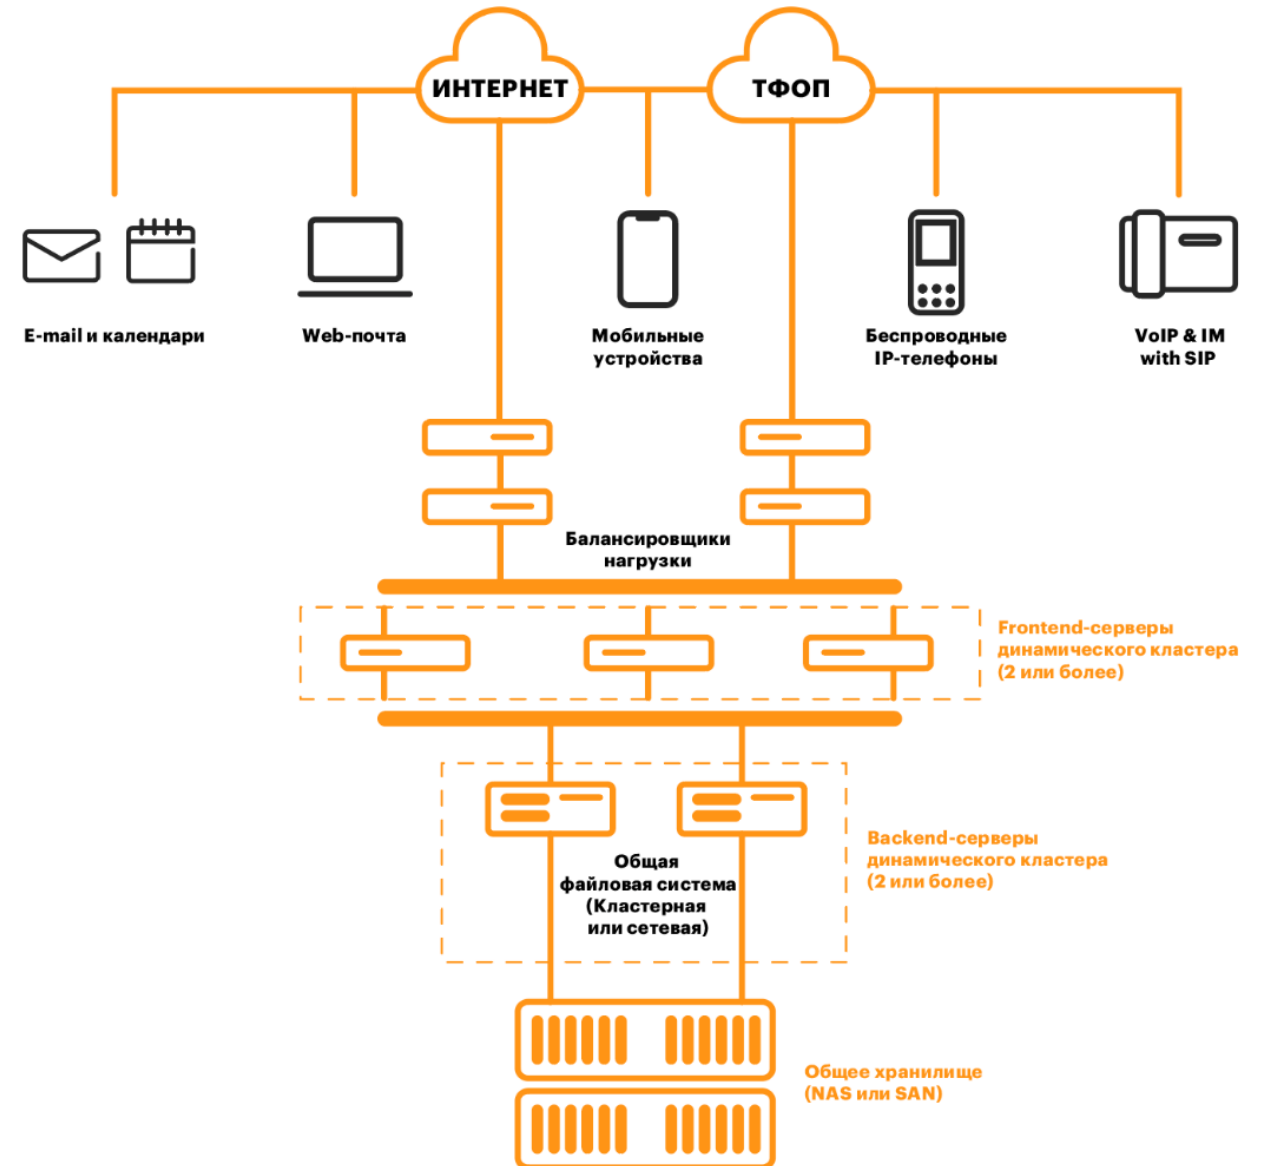 ИНТЕРНЕТ
ТФОП
E-mail и календари
Web-почта
Мобильные
устройства
Беспроводные
IP-телефоны
VoIP & IM
with SIP
Балансировщики
нагрузки
Frontend-серверы
динамического кластера
(2 или более)
Общая
файловая система
(Кластерная
или сетевая)
Backend-серверы
динамического кластера
(2 или более)
Общее хранилище
(NAS или SAN)